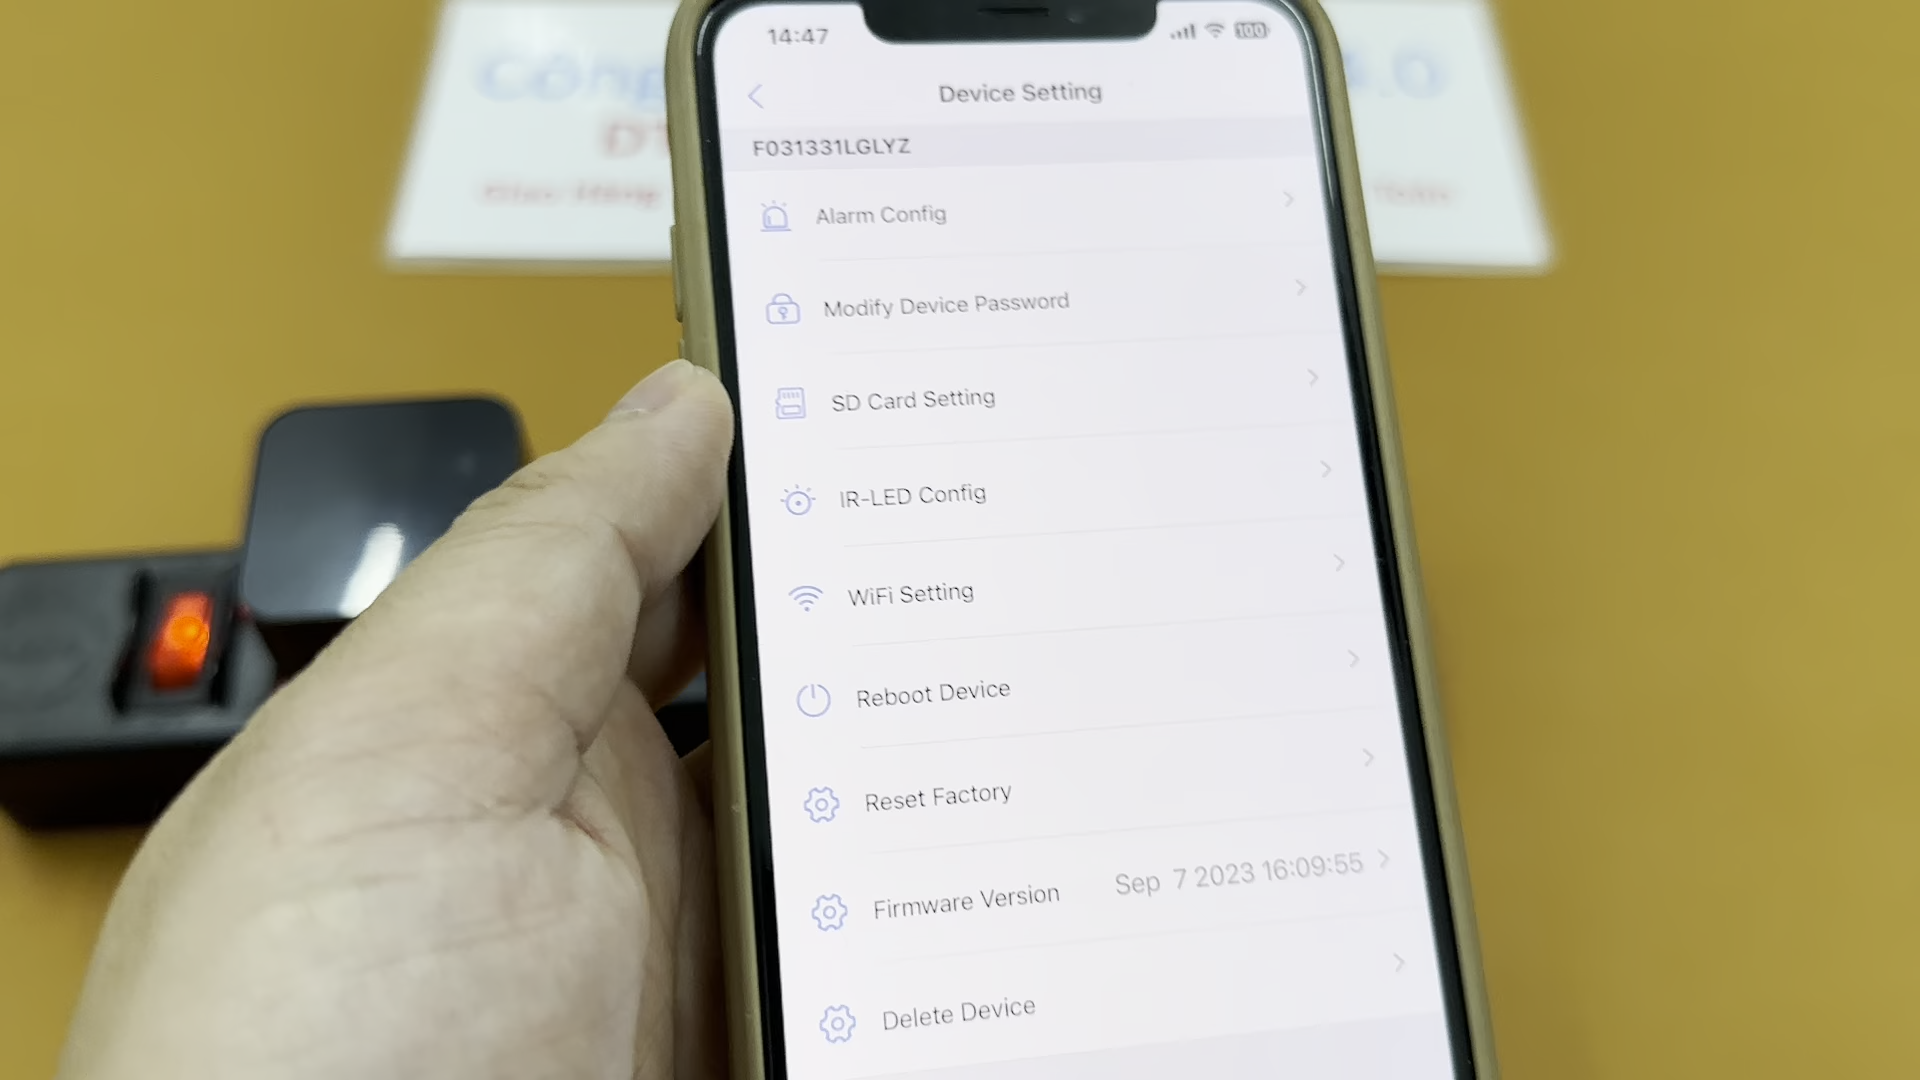 14:47
100
Device Setting
F031331LGLYZ
Alarm Config
Modify Device Password
SD Card Setting
IR-LED Config
WiFi Setting
Reboot Device
Reset Factory
Firmware Version Sep 7 2023 16:09:55
Delete Device